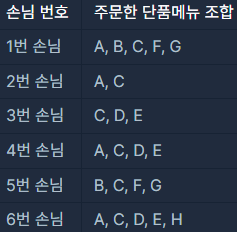 손님 번호 주문한 단품메뉴 조합
1번 손님 A, B, C, F, G
2번 손님 A, C
3번 손님 C, D, E
4번 손님 A, C, D, E
5번 손님 B, C, F, G
6번 손님 A, C, D, E, H